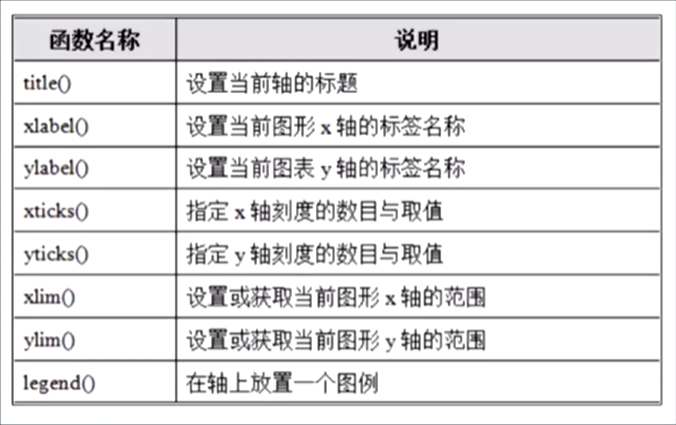 函数名称 说明
title() 设置当前轴的标题
xlabel() 设置当前图形 x 轴的标签名称
ylabel() 设置当前图表 y 轴的标签名称
xticks() 指定 x 轴刻度的数目与取值
yticks() 指定 y 轴刻度的数目与取值
xlim() 设置或获取当前图形 x 轴的范围
ylim() 设置或获取当前图形 y 轴的范围
legend() 在轴上放置一个图例